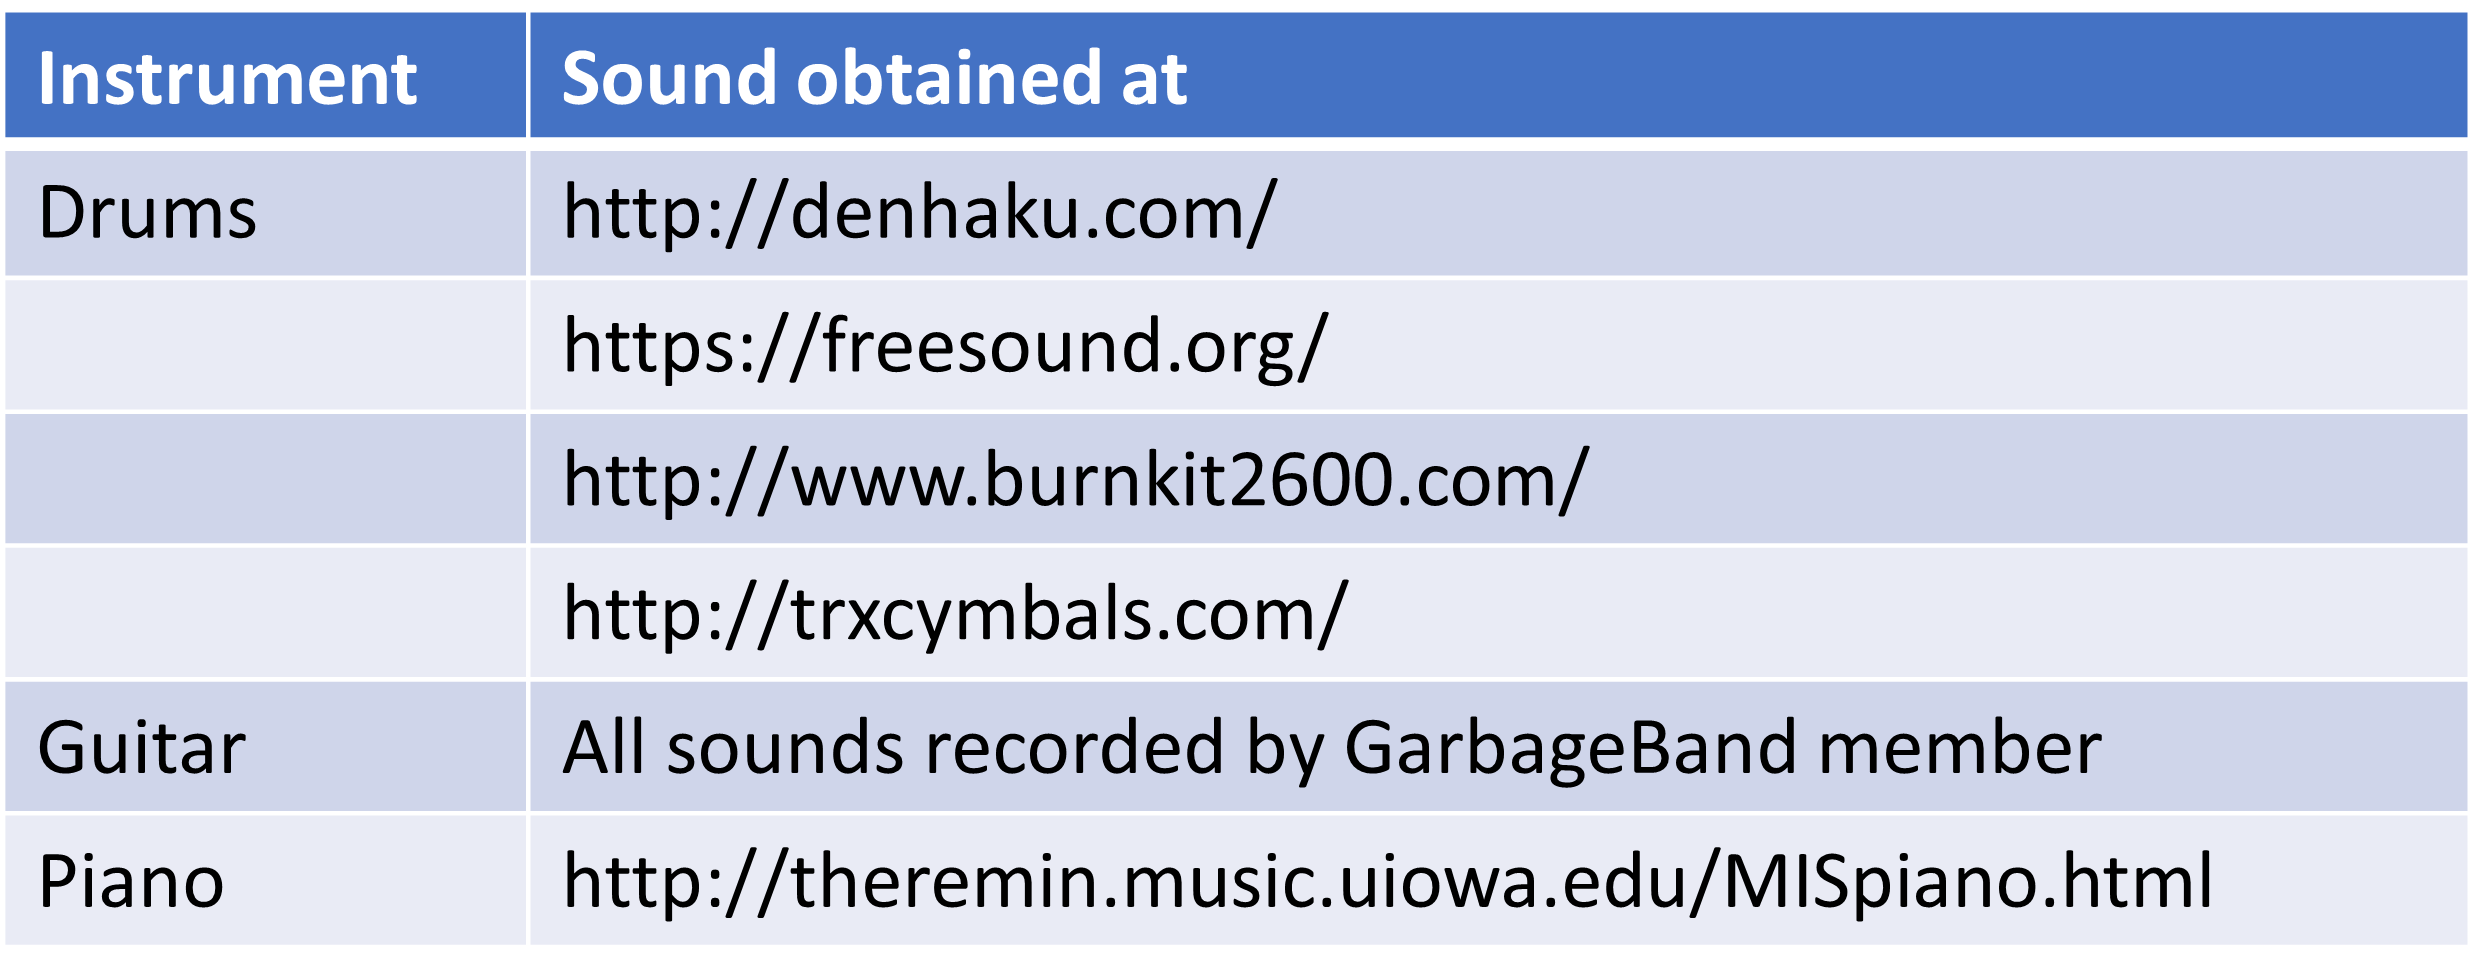 Instrument Sound obtained at
Drums http://denhaku.com/
https://freesound.org/
http://www.burnkit2600.com/
http://trxcymbals.com/
Guitar All sounds recorded by GarbageBand member
Piano http://theremin.music.uiowa.edu/MISpiano.html